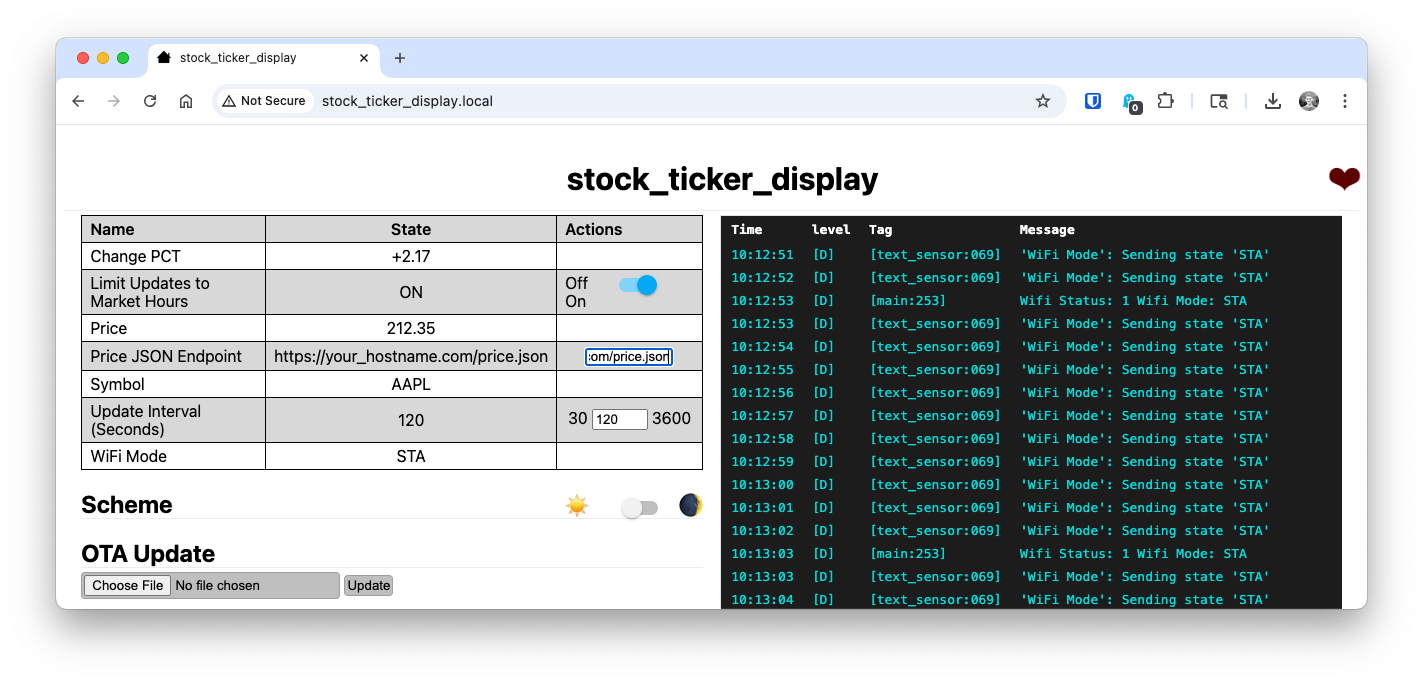 stock_ticker_display
Not Secure
stock_ticker_display.local
0
stock_ticker_display
Name State Actions
Change PCT +2.17
Limit Updates to
Market Hours ON Off
On
Price 212.35
Price JSON Endpoint https://your_hostname.com/price.json com/price.json
Symbol AAPL
Update Interval
(Seconds) 120 30 120 3600
WiFi Mode STA
Scheme
OTA Update
Choose File No file chosen Update
Time level Tag Message
10:12:51 [D] [text_sensor:069] 'WiFi Mode': Sending state 'STA'
10:12:52 [D] [text_sensor:069] 'WiFi Mode': Sending state 'STA'
10:12:53 [D] [main:253] Wifi Status: 1 Wifi Mode: STA
10:12:53 [D] [text_sensor:069] 'WiFi Mode': Sending state 'STA'
10:12:54 [D] [text_sensor:069] 'WiFi Mode': Sending state 'STA'
10:12:55 [D] [text_sensor:069] 'WiFi Mode': Sending state 'STA'
10:12:56 [D] [text_sensor:069] 'WiFi Mode': Sending state 'STA'
10:12:57 [D] [text_sensor:069] 'WiFi Mode': Sending state 'STA'
10:12:58 [D] [text_sensor:069] 'WiFi Mode': Sending state 'STA'
10:12:59 [D] [text_sensor:069] 'WiFi Mode': Sending state 'STA'
10:13:00 [D] [text_sensor:069] 'WiFi Mode': Sending state 'STA'
10:13:01 [D] [text_sensor:069] 'WiFi Mode': Sending state 'STA'
10:13:02 [D] [text_sensor:069] 'WiFi Mode': Sending state 'STA'
10:13:03 [D] [main:253] Wifi Status: 1 Wifi Mode: STA
10:13:03 [D] [text_sensor:069] 'WiFi Mode': Sending state 'STA'
10:13:04 [D] [text_sensor:069] 'WiFi Mode': Sending state 'STA'